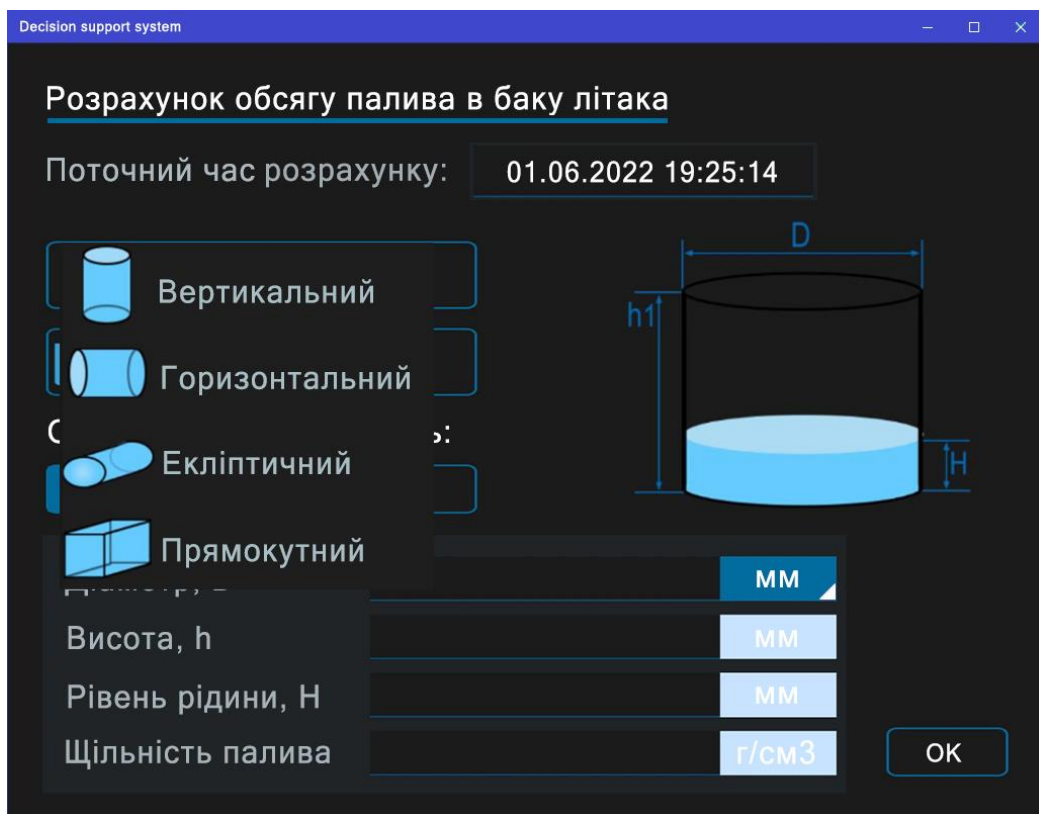 Decision support system
Розрахунок обсягу палива в баку літака
Поточний час розрахунку: 01.06.2022 19:25:14
Вертикальний
Горизонтальний
Екліптичний
Прямокутний
D
h1
H
мм
Висота, h мм
Рівень рідини, H мм
Щільність палива г/см3
OK